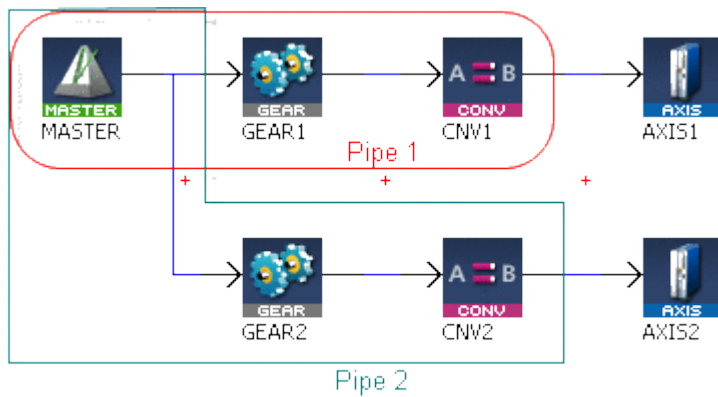 A B
A B
MASTER GEAR CONV AXIS
MASTER GEAR1 CNV1 AXIS1
Pipe 1
A B
GEAR CONV AXIS
GEAR2 CNV2 AXIS2
Pipe 2